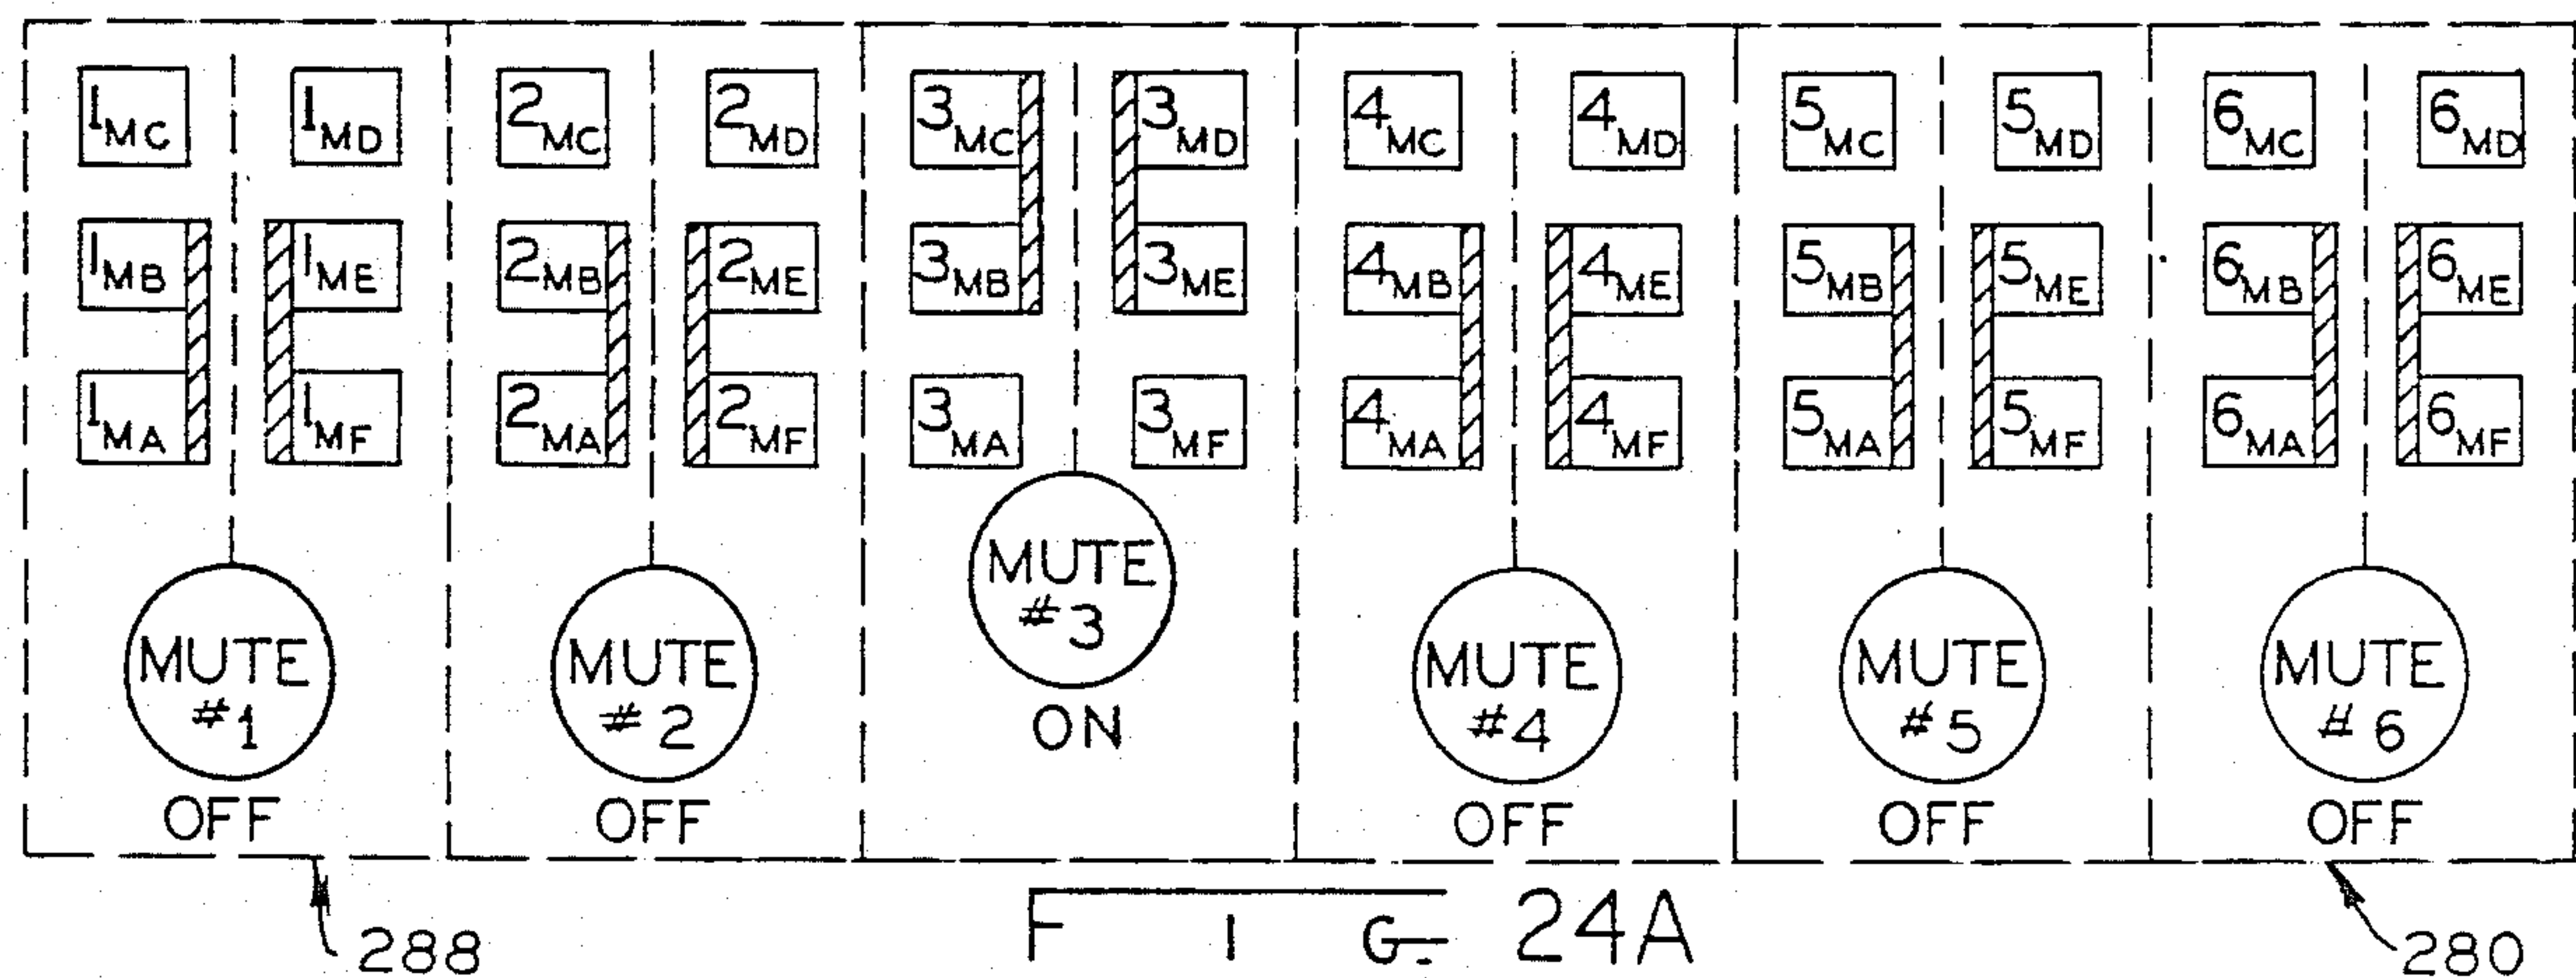 1MC 1MD 2MC 2MD 3MC 3MD 4MC 4MD 5MC 5MD 6MC 6MD
1MB 1ME 2MB 2ME 3MB 3ME 4MB 4ME 5MB 5ME 6MB 6ME
1MA 1MF 2MA 2MF 3MA 3MF 4MA 4MF 5MA 5MF 6MA 6MF
MUTE
#3
MUTE MUTE MUTE MUTE MUTE
#1 #2 ON #4 #5 #6
OFF OFF OFF OFF OFF
288 FIG- 24A 280